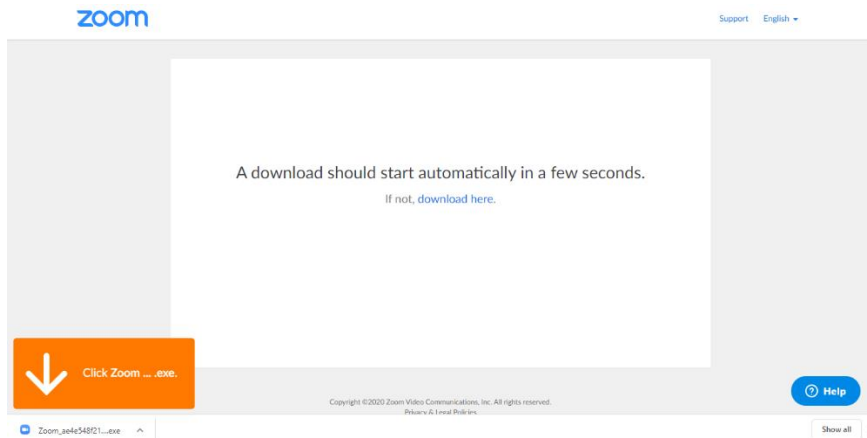 zoom
Support English
A download should start automatically in a few seconds.
If not, download here.
Click Zoom ... .exe.
Help
Copyright ©2020 Zoom Video Communications, Inc. All rights reserved.
Privacy & Legal Policies
Zoom_ae4e548f21....exe
Show all